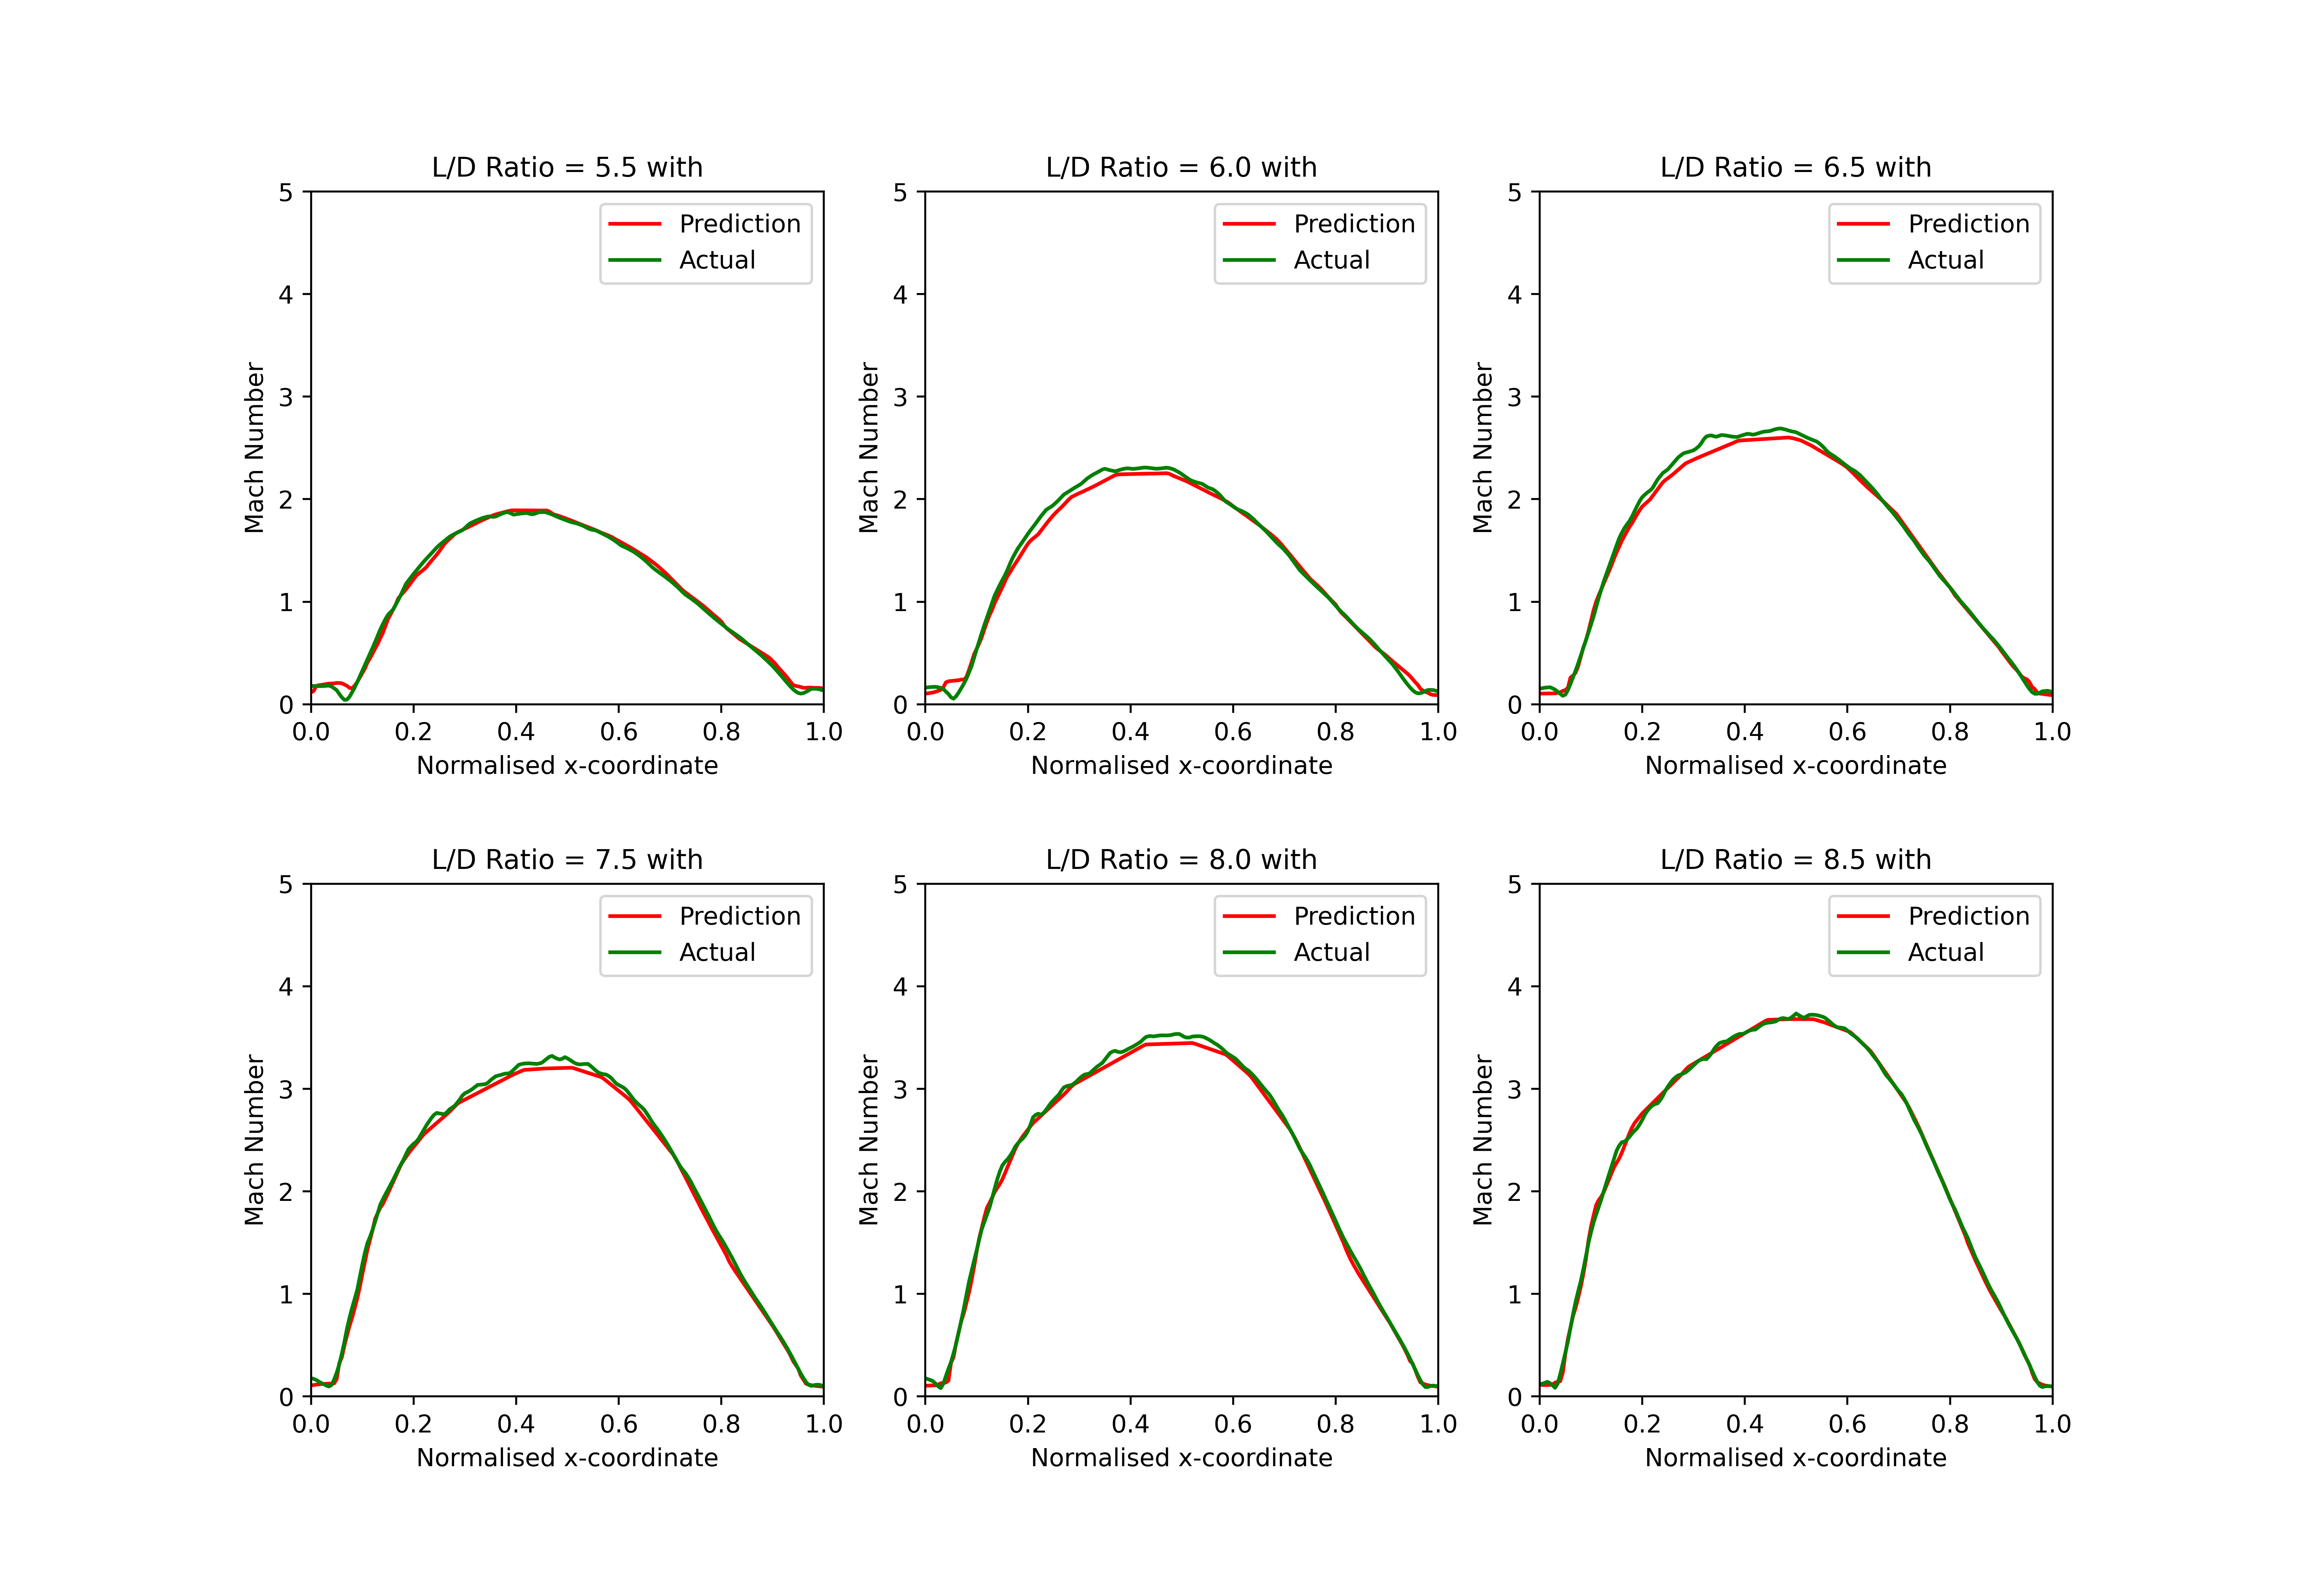 L/D Ratio = 5.5 with
5
4
3
2
1
0
Mach Number
Prediction
Actual
0.0 0.2 0.4 0.6 0.8 1.0
Normalised x-coordinate
L/D Ratio = 6.0 with
5
4
3
2
1
0
Mach Number
Prediction
Actual
0.0 0.2 0.4 0.6 0.8 1.0
Normalised x-coordinate
L/D Ratio = 6.5 with
5
4
3
2
1
0
Mach Number
Prediction
Actual
0.0 0.2 0.4 0.6 0.8 1.0
Normalised x-coordinate
L/D Ratio = 7.5 with
5
4
3
2
1
0
Mach Number
Prediction
Actual
0.0 0.2 0.4 0.6 0.8 1.0
Normalised x-coordinate
L/D Ratio = 8.0 with
5
4
3
2
1
0
Mach Number
Prediction
Actual
0.0 0.2 0.4 0.6 0.8 1.0
Normalised x-coordinate
L/D Ratio = 8.5 with
5
4
3
2
1
0
Mach Number
Prediction
Actual
0.0 0.2 0.4 0.6 0.8 1.0
Normalised x-coordinate